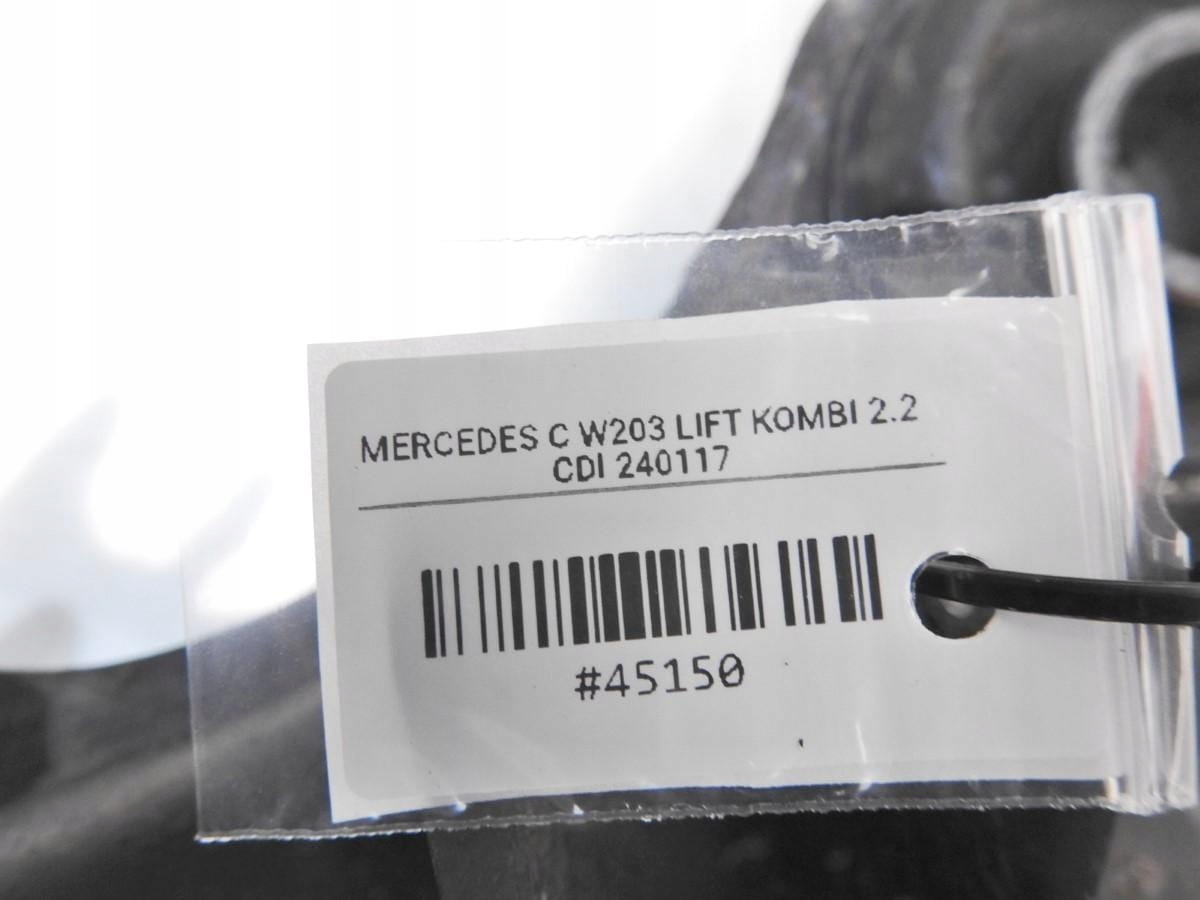 MERCEDES C W203 LIFT KOMBI 2.2
CDI 240117
#45150